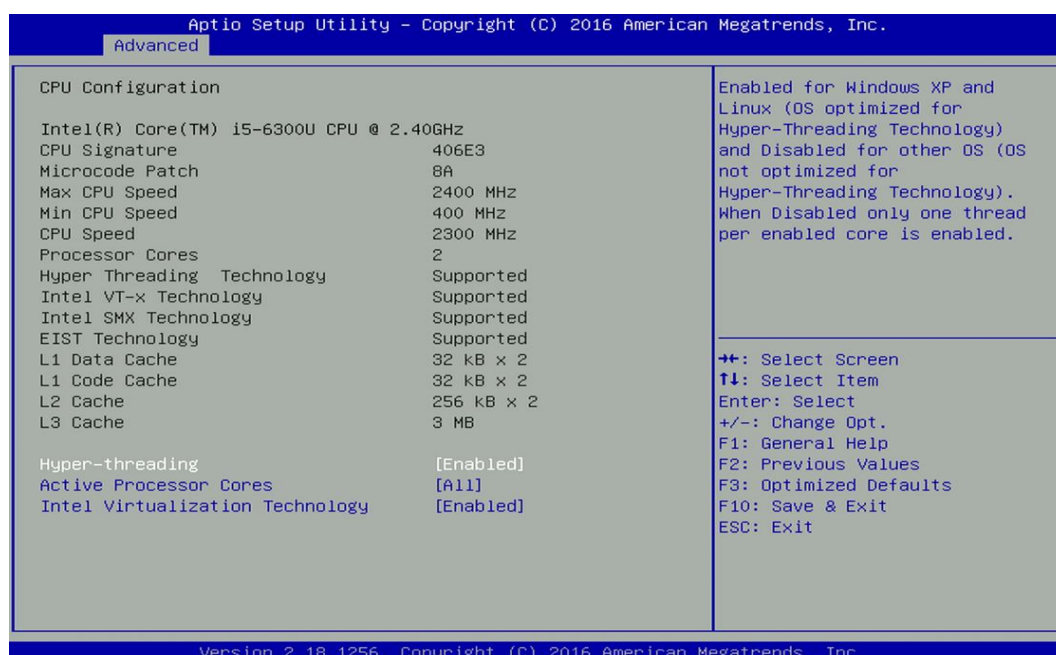 Aptio Setup Utility – Copyright (C) 2016 American Megatrends, Inc.
Advanced
CPU Configuration
Intel(R) Core(TM) i5-6300U CPU @ 2.40GHz
CPU Signature 406E3
Microcode Patch 8A
Max CPU Speed 2400 MHz
Min CPU Speed 400 MHz
CPU Speed 2300 MHz
Processor Cores 2
Hyper Threading Technology Supported
Intel VT-x Technology Supported
Intel SMX Technology Supported
EIST Technology Supported
L1 Data Cache 32 kB x 2
L1 Code Cache 32 kB x 2
L2 Cache 256 kB x 2
L3 Cache 3 MB
Hyper-threading [Enabled]
Active Processor Cores [All]
Intel Virtualization Technology [Enabled]
Enabled for Windows XP and
Linux (OS optimized for
Hyper-Threading Technology)
and Disabled for other OS (OS
not optimized for
Hyper-Threading Technology).
When Disabled only one thread
per enabled core is enabled.
→←: Select Screen
↑↓: Select Item
Enter: Select
+/-: Change Opt.
F1: General Help
F2: Previous Values
F3: Optimized Defaults
F10: Save & Exit
ESC: Exit
Version 2.18.1256. Copyright (C) 2016 American Megatrends, Inc.